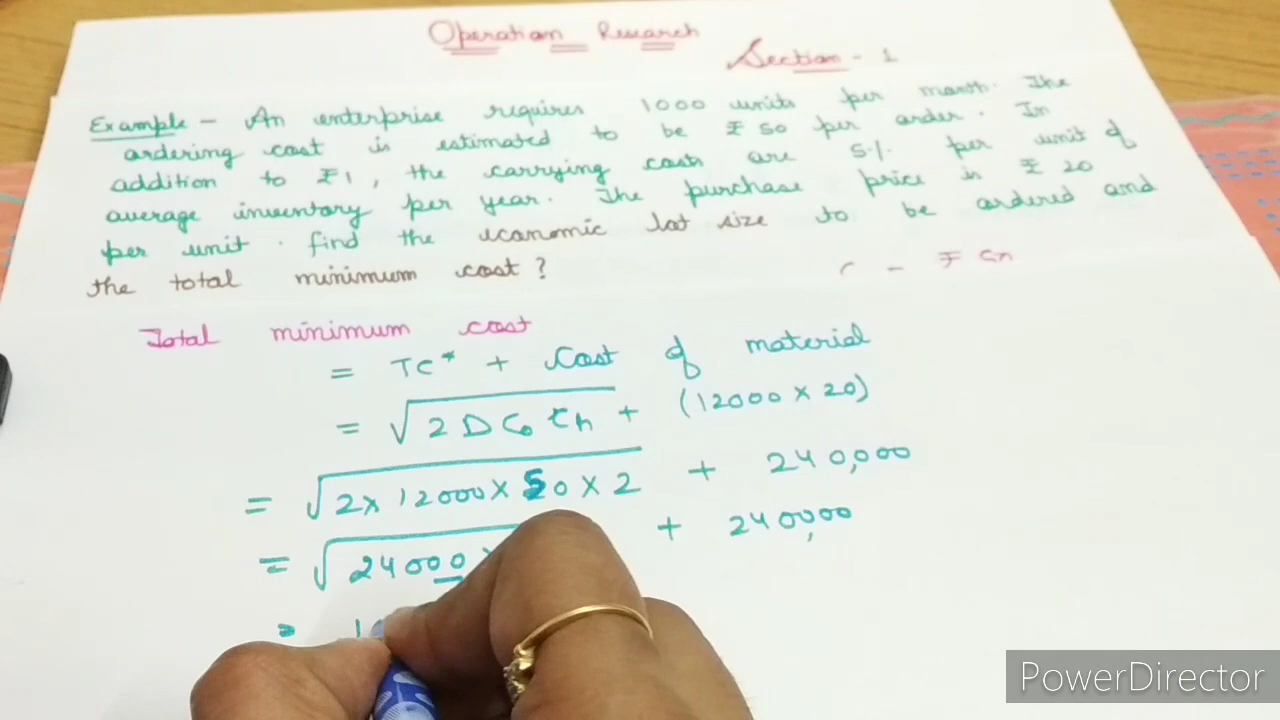 Operation Research
Section - 1
Example - An enterprise requires 1000 units per month. The
ordering cost is estimated to be ₹ 50 per order. In
addition to ₹1, the carrying costs are 5% per unit of
average inventory per year. The purchase price is ₹ 20
per unit. find the economic lot size to be ordered and
the total minimum cost?
- ₹
Total minimum cost
= TC* + Cost of material
= √2 D Co Ch + (12000 × 20)
= √2 × 12000 × 50 × 2 + 240,000
= √24000 + 240,000
=
PowerDirector